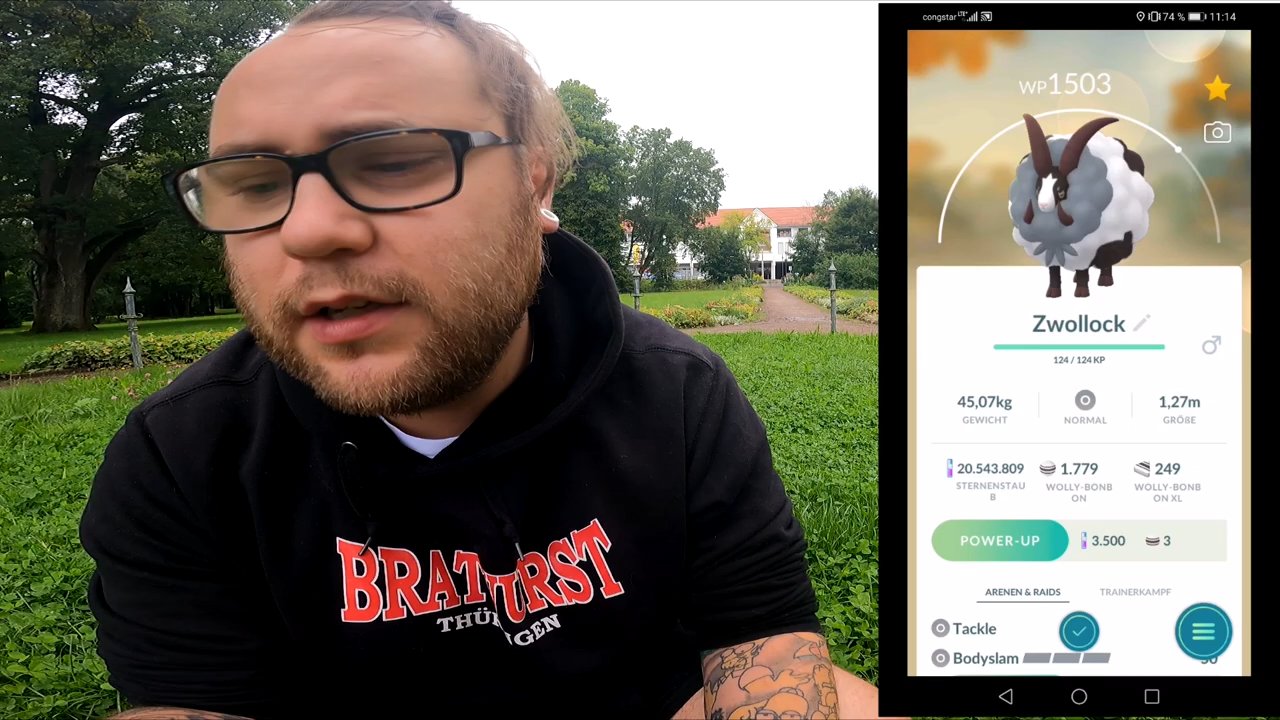 BRATWURST
THÜRINGEN
congstar LTE+ 74 % 11:14
WP1503
Zwollock
124 / 124 KP
45,07kg NORMAL 1,27m
GEWICHT GRÖßE
20.543.809 1.779 249
STERNENSTAU WOLLY-BONB WOLLY-BONB
B ON ON XL
POWER-UP 3.500 3
ARENEN & RAIDS TRAINERKAMPF
Tackle
Bodyslam 50